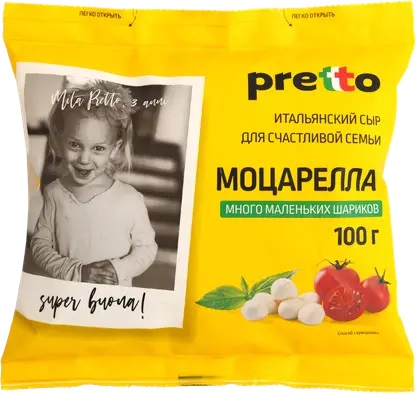 ЛЕГКО ОТКРЫТЬ
ЛЕГКО ОТКРЫТЬ
Mila Pretto, 3 anni
pretto
ИТАЛЬЯНСКИЙ СЫР
ДЛЯ СЧАСТЛИВОЙ СЕМЬИ
МОЦАРЕЛЛА
МНОГО МАЛЕНЬКИХ ШАРИКОВ
100 г
super buona!